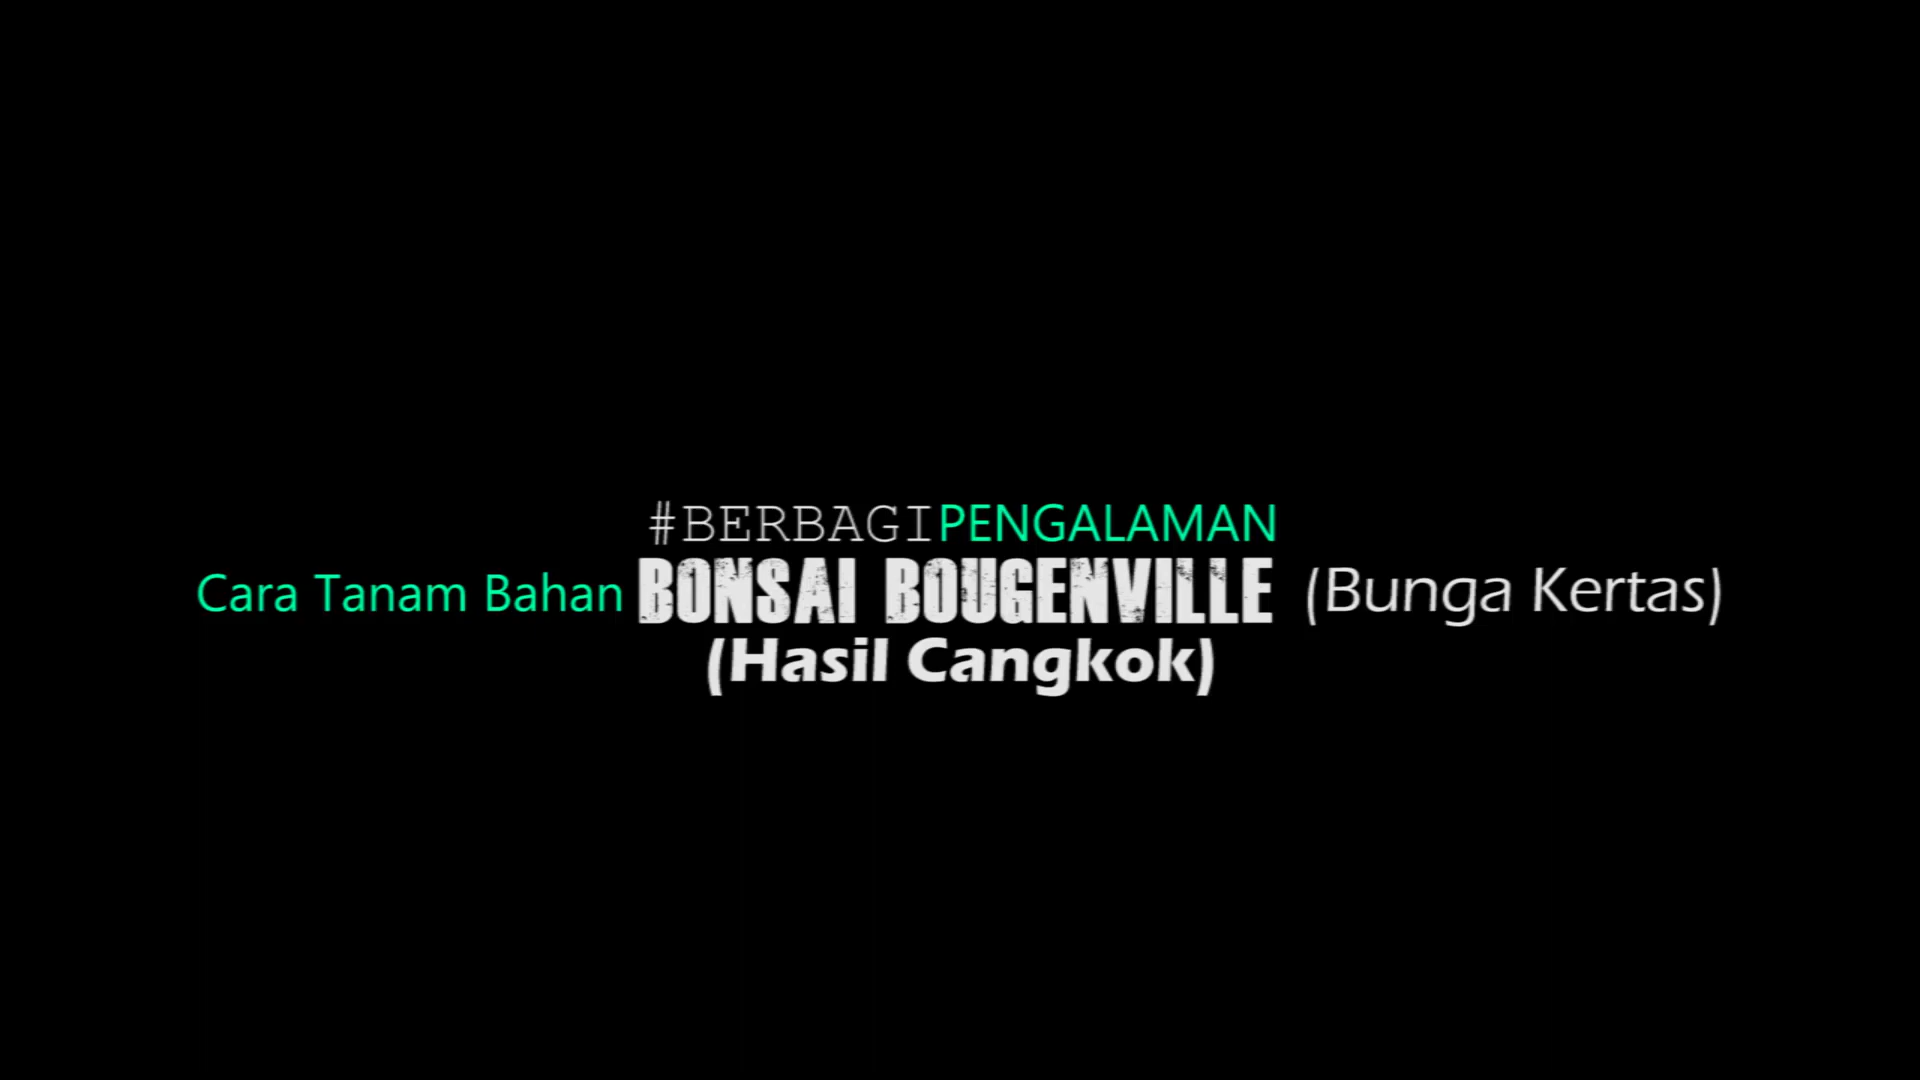 #BERBAGIPENGALAMAN
Cara Tanam Bahan BONSAI BOUGENVILLE (Bunga Kertas)
(Hasil Cangkok)